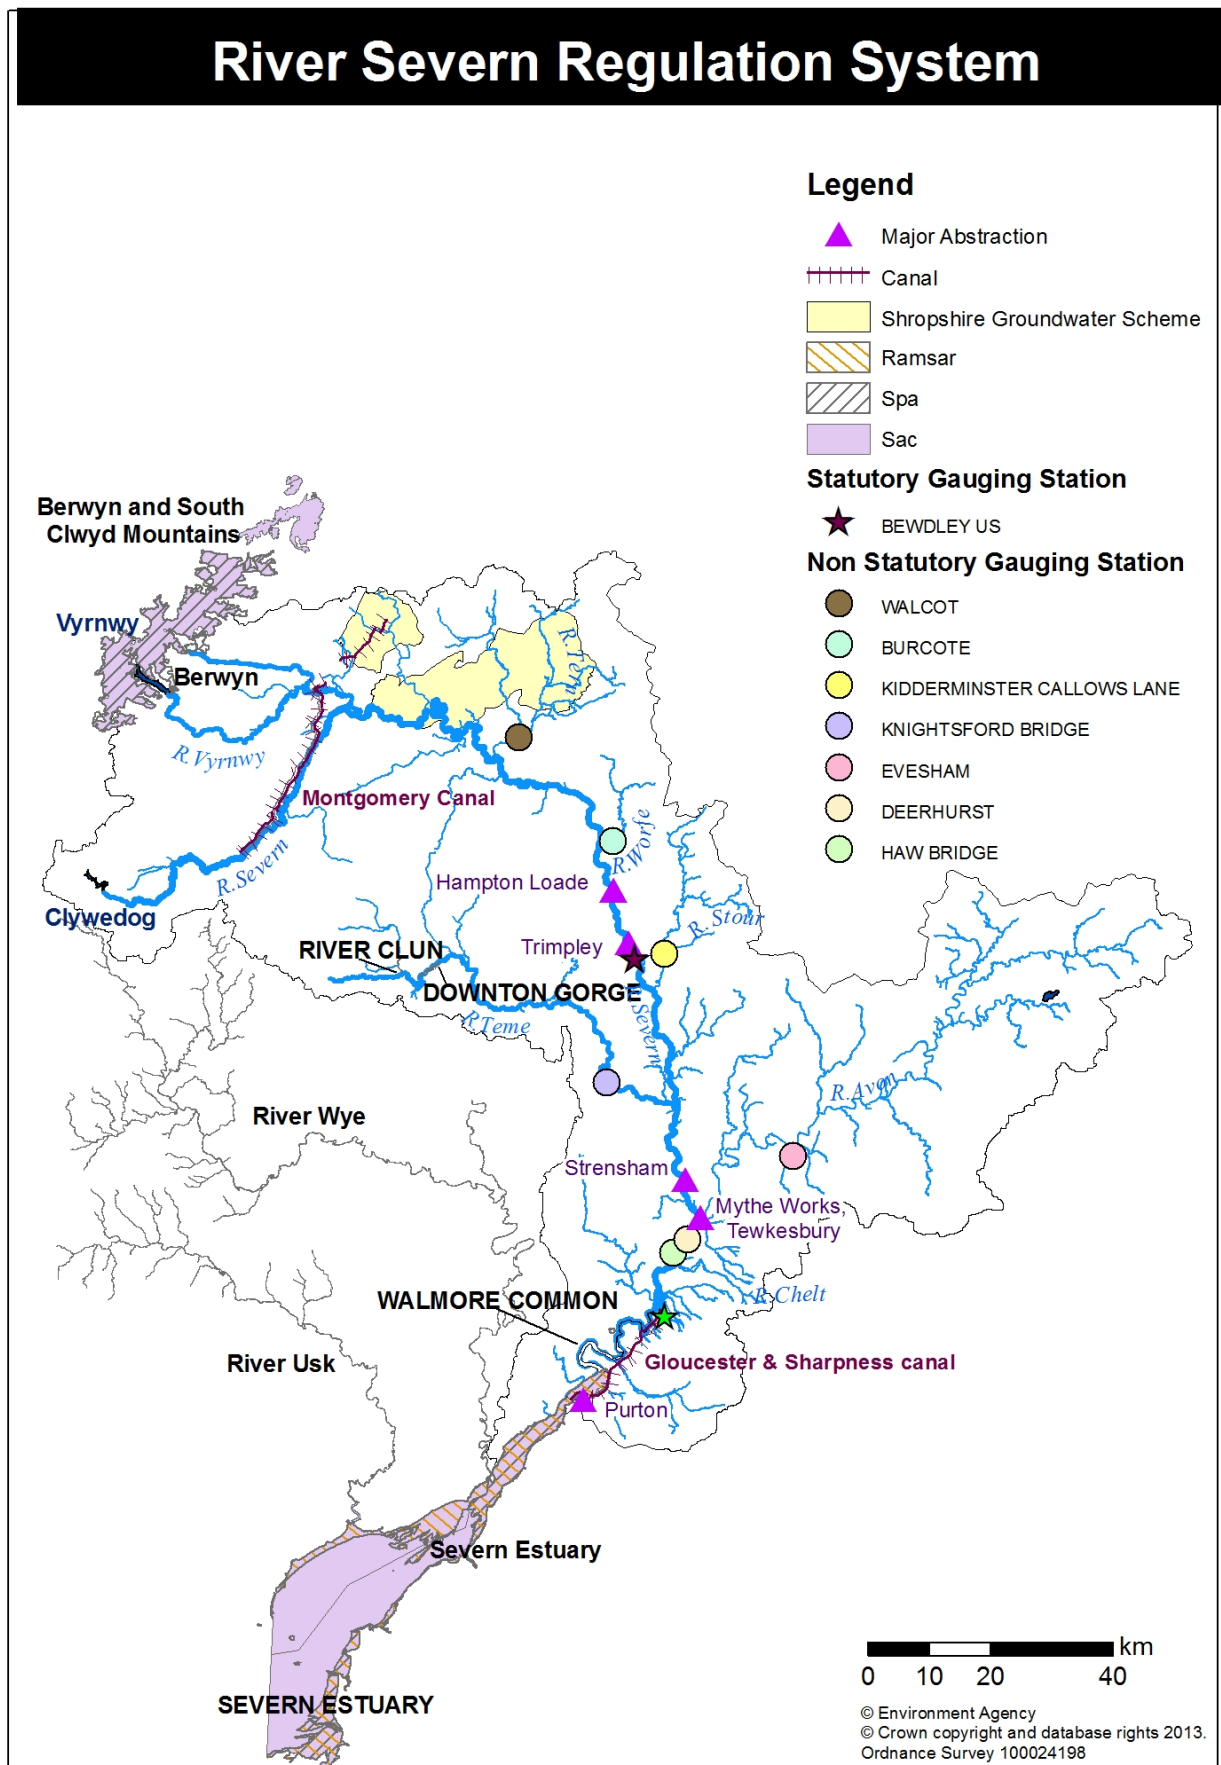 River Severn Regulation System
Legend
Major Abstraction
Canal
Shropshire Groundwater Scheme
Ramsar
Spa
Sac
Statutory Gauging Station
BEWDLEY US
Non Statutory Gauging Station
WALCOT
BURCOTE
KIDDERMINSTER CALLOWS LANE
KNIGHTSFORD BRIDGE
EVESHAM
DEERHURST
HAW BRIDGE
Berwyn and South
Clwyd Mountains
Vyrnwy
Berwyn
R.Tern
R.Vyrnwy
Montgomery Canal
R.Worfe
R.Severn
Hampton Loade
Clywedog
R. Stour
RIVER CLUN
Trimpley
DOWNTON GORGE
R.Teme
R.Severn
R.Avon
River Wye
Strensham
Mythe Works,
Tewkesbury
R.Chelt
WALMORE COMMON
River Usk
Gloucester & Sharpness canal
Purton
Severn Estuary
SEVERN ESTUARY
km
0 10 20 40
© Environment Agency
© Crown copyright and database rights 2013.
Ordnance Survey 100024198